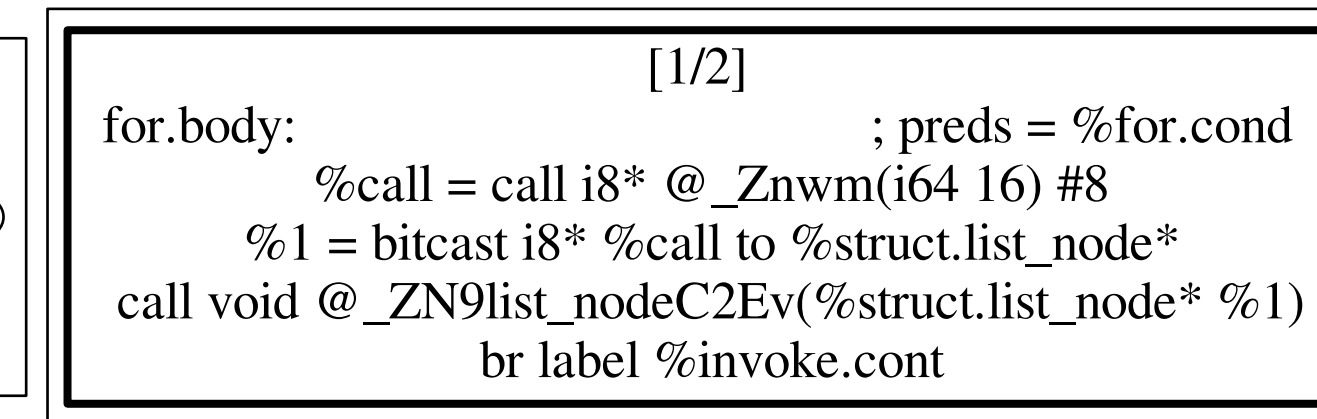 [1/2]
for.body: ; preds = %for.cond
%call = call i8* @_Znwm(i64 16) #8
%1 = bitcast i8* %call to %struct.list_node*
)
call void @_ZN9list_nodeC2Ev(%struct.list_node* %1)
br label %invoke.cont